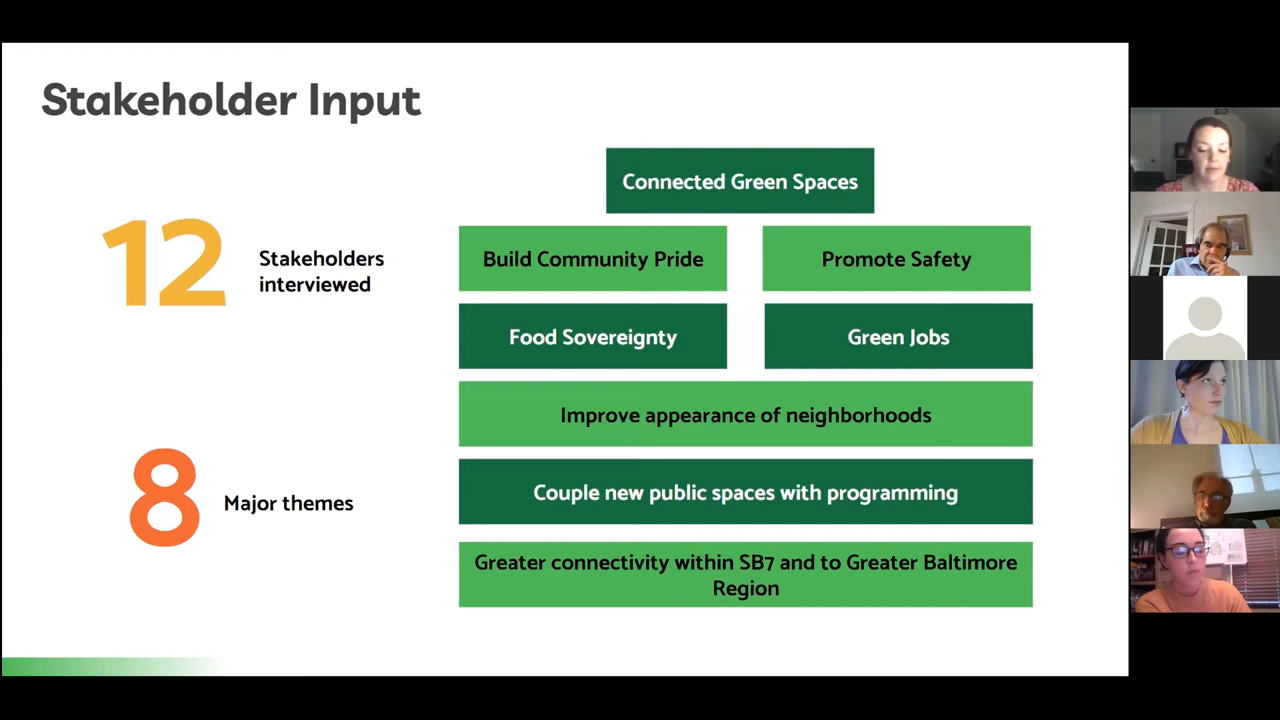 Stakeholder Input
12
Stakeholders
interviewed
8
Major themes
Connected Green Spaces
Build Community Pride
Promote Safety
Food Sovereignty
Green Jobs
Improve appearance of neighborhoods
Couple new public spaces with programming
Greater connectivity within SB7 and to Greater Baltimore
Region